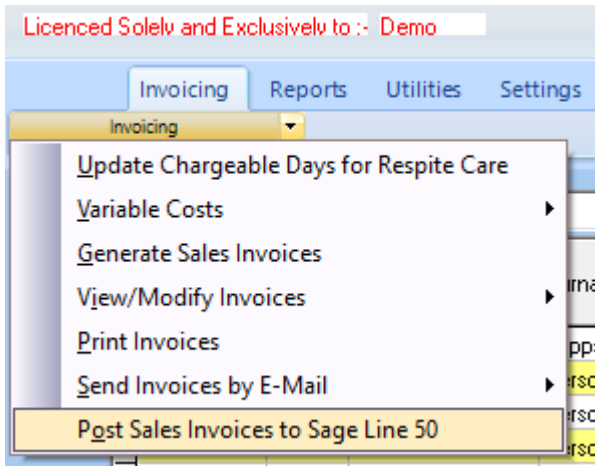 Licenced Solely and Exclusively to :- Demo
Invoicing Reports Utilities Settings
Invoicing
Update Chargeable Days for Respite Care
Variable Costs
Generate Sales Invoices
View/Modify Invoices
Print Invoices
Send Invoices by E-Mail
Post Sales Invoices to Sage Line 50